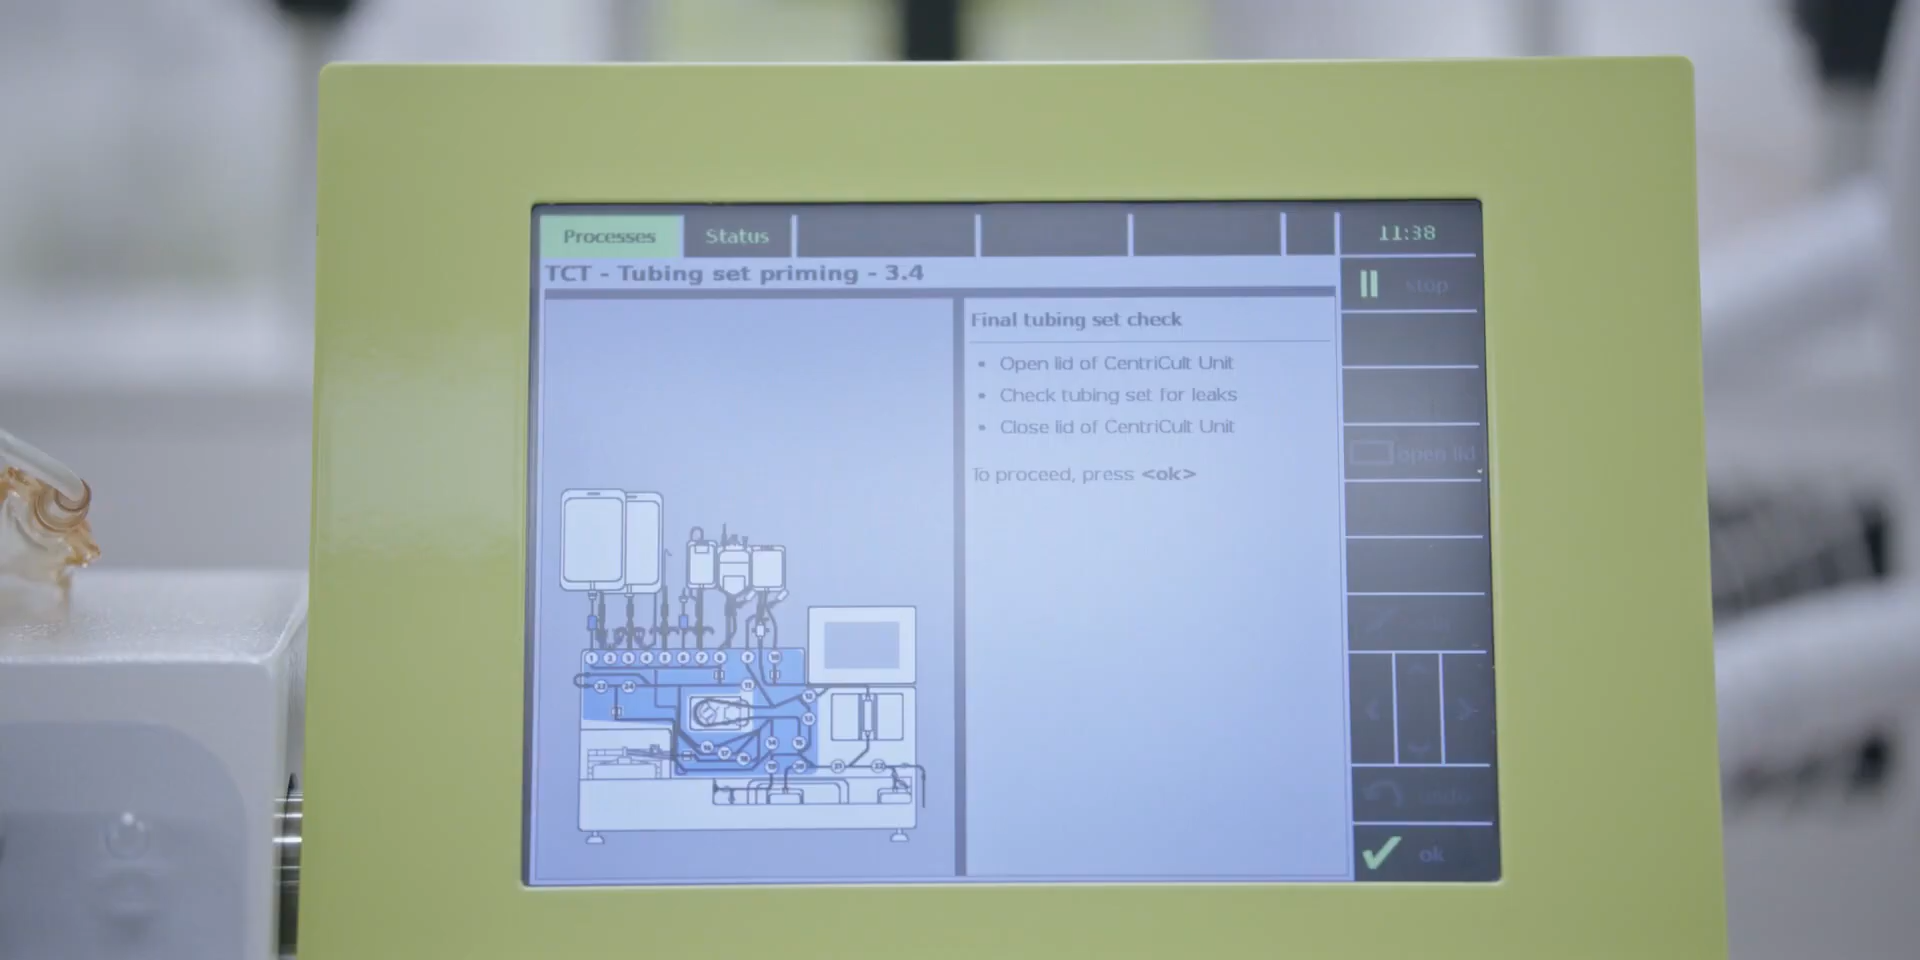 Processes
Status
11:38
TCT - Tubing set priming - 3.4
stop
Final tubing set check
• Open lid of CentriCult Unit
• Check tubing set for leaks
• Close lid of CentriCult Unit
open lid
To proceed, press <ok>
undo
ok